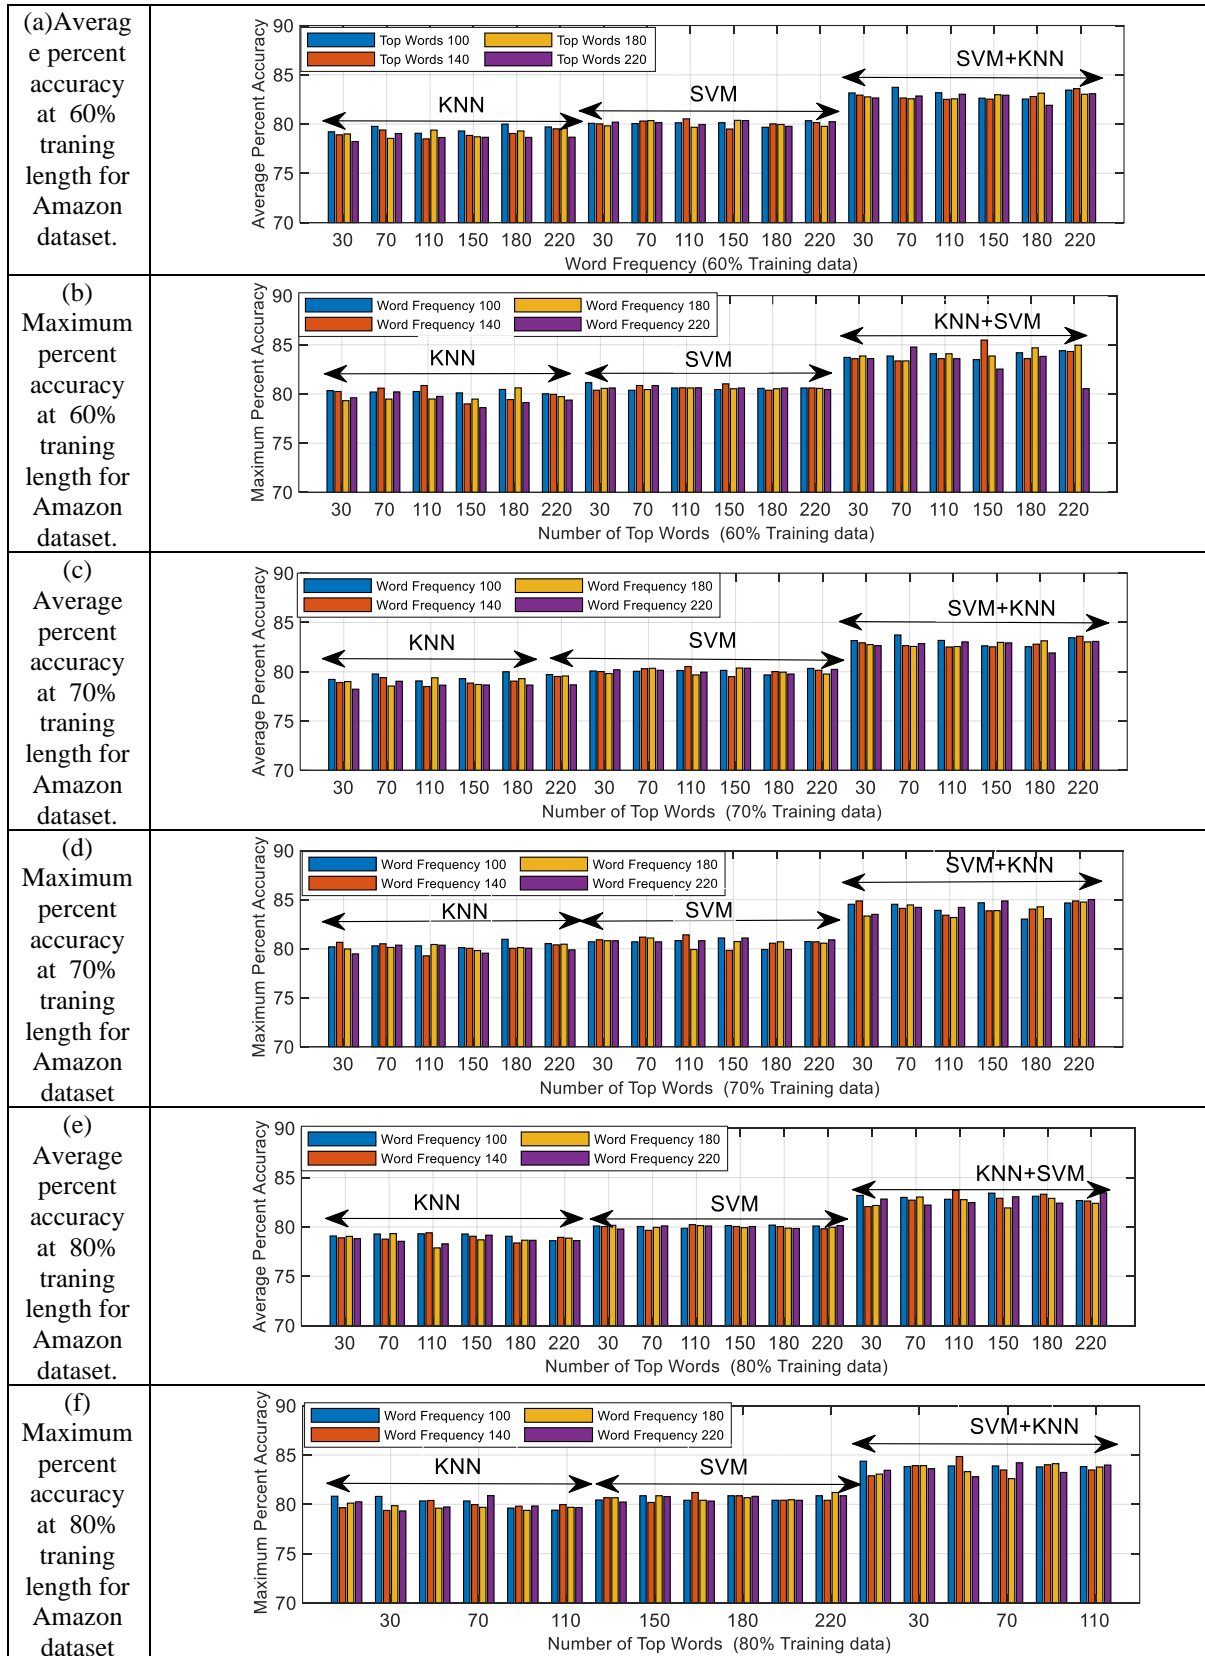 (a)Averag
e percent
accuracy
at 60%
traning
length for
Amazon
dataset.
90
85
80
75
70
Average Percent Accuracy
Top Words 100
Top Words 180
Top Words 140
Top Words 220
KNN
SVM
SVM+KNN
30 70 110 150 180 220 30 70 110 150 180 220 30 70 110 150 180 220
Word Frequency (60% Training data)
(b)
Maximum
percent
accuracy
at 60%
traning
length for
Amazon
dataset.
90
85
80
75
70
Maximum Percent Accuracy
Word Frequency 100
Word Frequency 180
Word Frequency 140
Word Frequency 220
KNN
SVM
KNN+SVM
30 70 110 150 180 220 30 70 110 150 180 220 30 70 110 150 180 220
Number of Top Words (60% Training data)
(c)
Average
percent
accuracy
at 70%
traning
length for
Amazon
dataset.
90
85
80
75
70
Average Percent Accuracy
Word Frequency 100
Word Frequency 180
Word Frequency 140
Word Frequency 220
KNN
SVM
SVM+KNN
30 70 110 150 180 220 30 70 110 150 180 220 30 70 110 150 180 220
Number of Top Words (70% Training data)
(d)
Maximum
percent
accuracy
at 70%
traning
length for
Amazon
dataset
90
85
80
75
70
Maximum Percent Accuracy
Word Frequency 100
Word Frequency 180
Word Frequency 140
Word Frequency 220
KNN
SVM
SVM+KNN
30 70 110 150 180 220 30 70 110 150 180 220 30 70 110 150 180 220
Number of Top Words (70% Training data)
(e)
Average
percent
accuracy
at 80%
traning
length for
Amazon
dataset.
90
85
80
75
70
Average Percent Accuracy
Word Frequency 100
Word Frequency 180
Word Frequency 140
Word Frequency 220
KNN
SVM
KNN+SVM
30 70 110 150 180 220 30 70 110 150 180 220 30 70 110 150 180 220
Number of Top Words (80% Training data)
(f)
Maximum
percent
accuracy
at 80%
traning
length for
Amazon
dataset
90
85
80
75
70
Maximum Percent Accuracy
Word Frequency 100
Word Frequency 180
Word Frequency 140
Word Frequency 220
KNN
SVM
SVM+KNN
30 70 110 150 180 220 30 70 110
Number of Top Words (80% Training data)